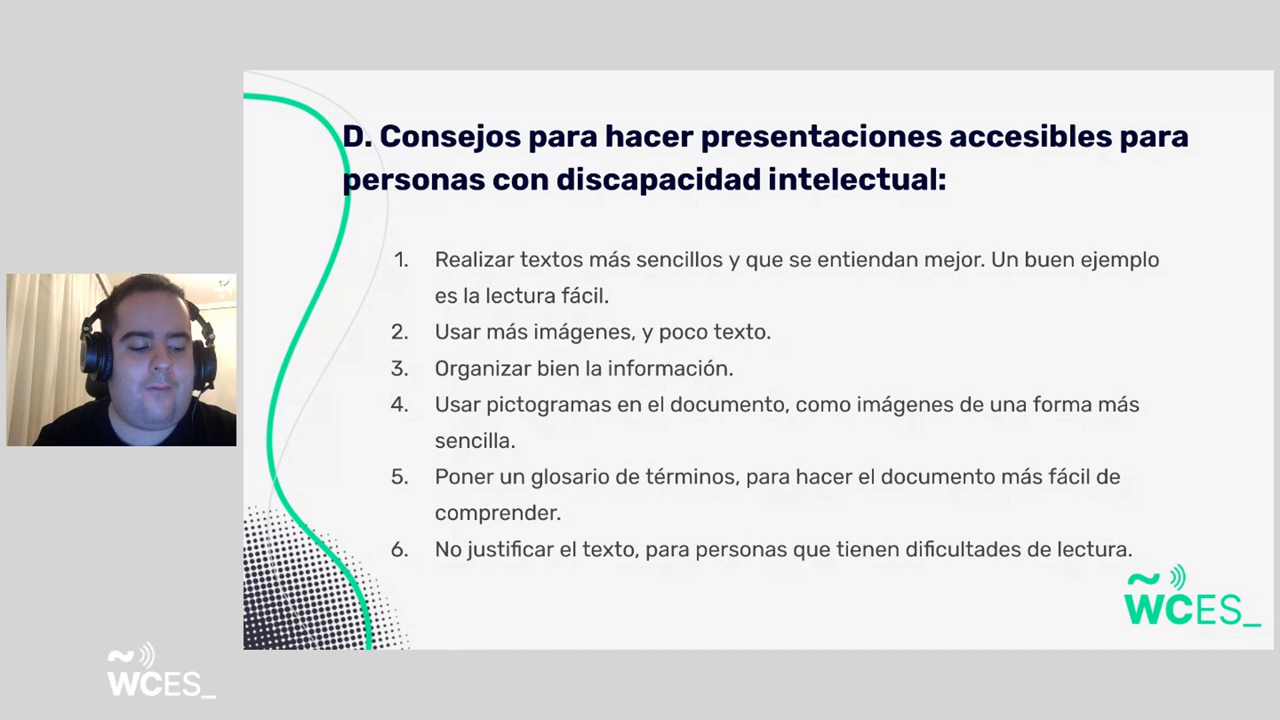 D. Consejos para hacer presentaciones accesibles para
personas con discapacidad intelectual:
1. Realizar textos más sencillos y que se entiendan mejor. Un buen ejemplo
es la lectura fácil.
2. Usar más imágenes, y poco texto.
3. Organizar bien la información.
4. Usar pictogramas en el documento, como imágenes de una forma más
sencilla.
5. Poner un glosario de términos, para hacer el documento más fácil de
comprender.
6. No justificar el texto, para personas que tienen dificultades de lectura.
WCES_
WCES_